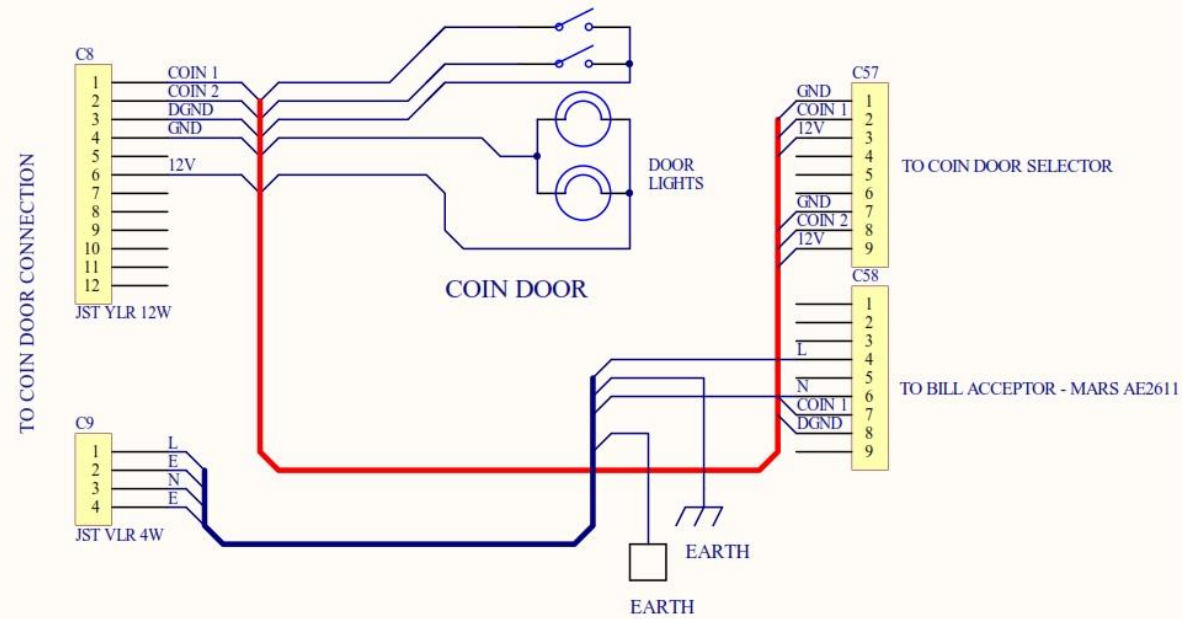 TO COIN DOOR CONNECTION
C8
1
2
3
4
5
6
7
8
9
10
11
12
COIN 1
COIN 2
DGND
GND
12V
JST YLR 12W
C9
1
2
3
4
L
E
N
E
JST VLR 4W
DOOR
LIGHTS
COIN DOOR
EARTH
EARTH
C57
GND
COIN 1
12V
GND
COIN 2
12V
1
2
3
4
5
6
7
8
9
TO COIN DOOR SELECTOR
C58
L
N
COIN 1
DGND
1
2
3
4
5
6
7
8
9
TO BILL ACCEPTOR - MARS AE2611